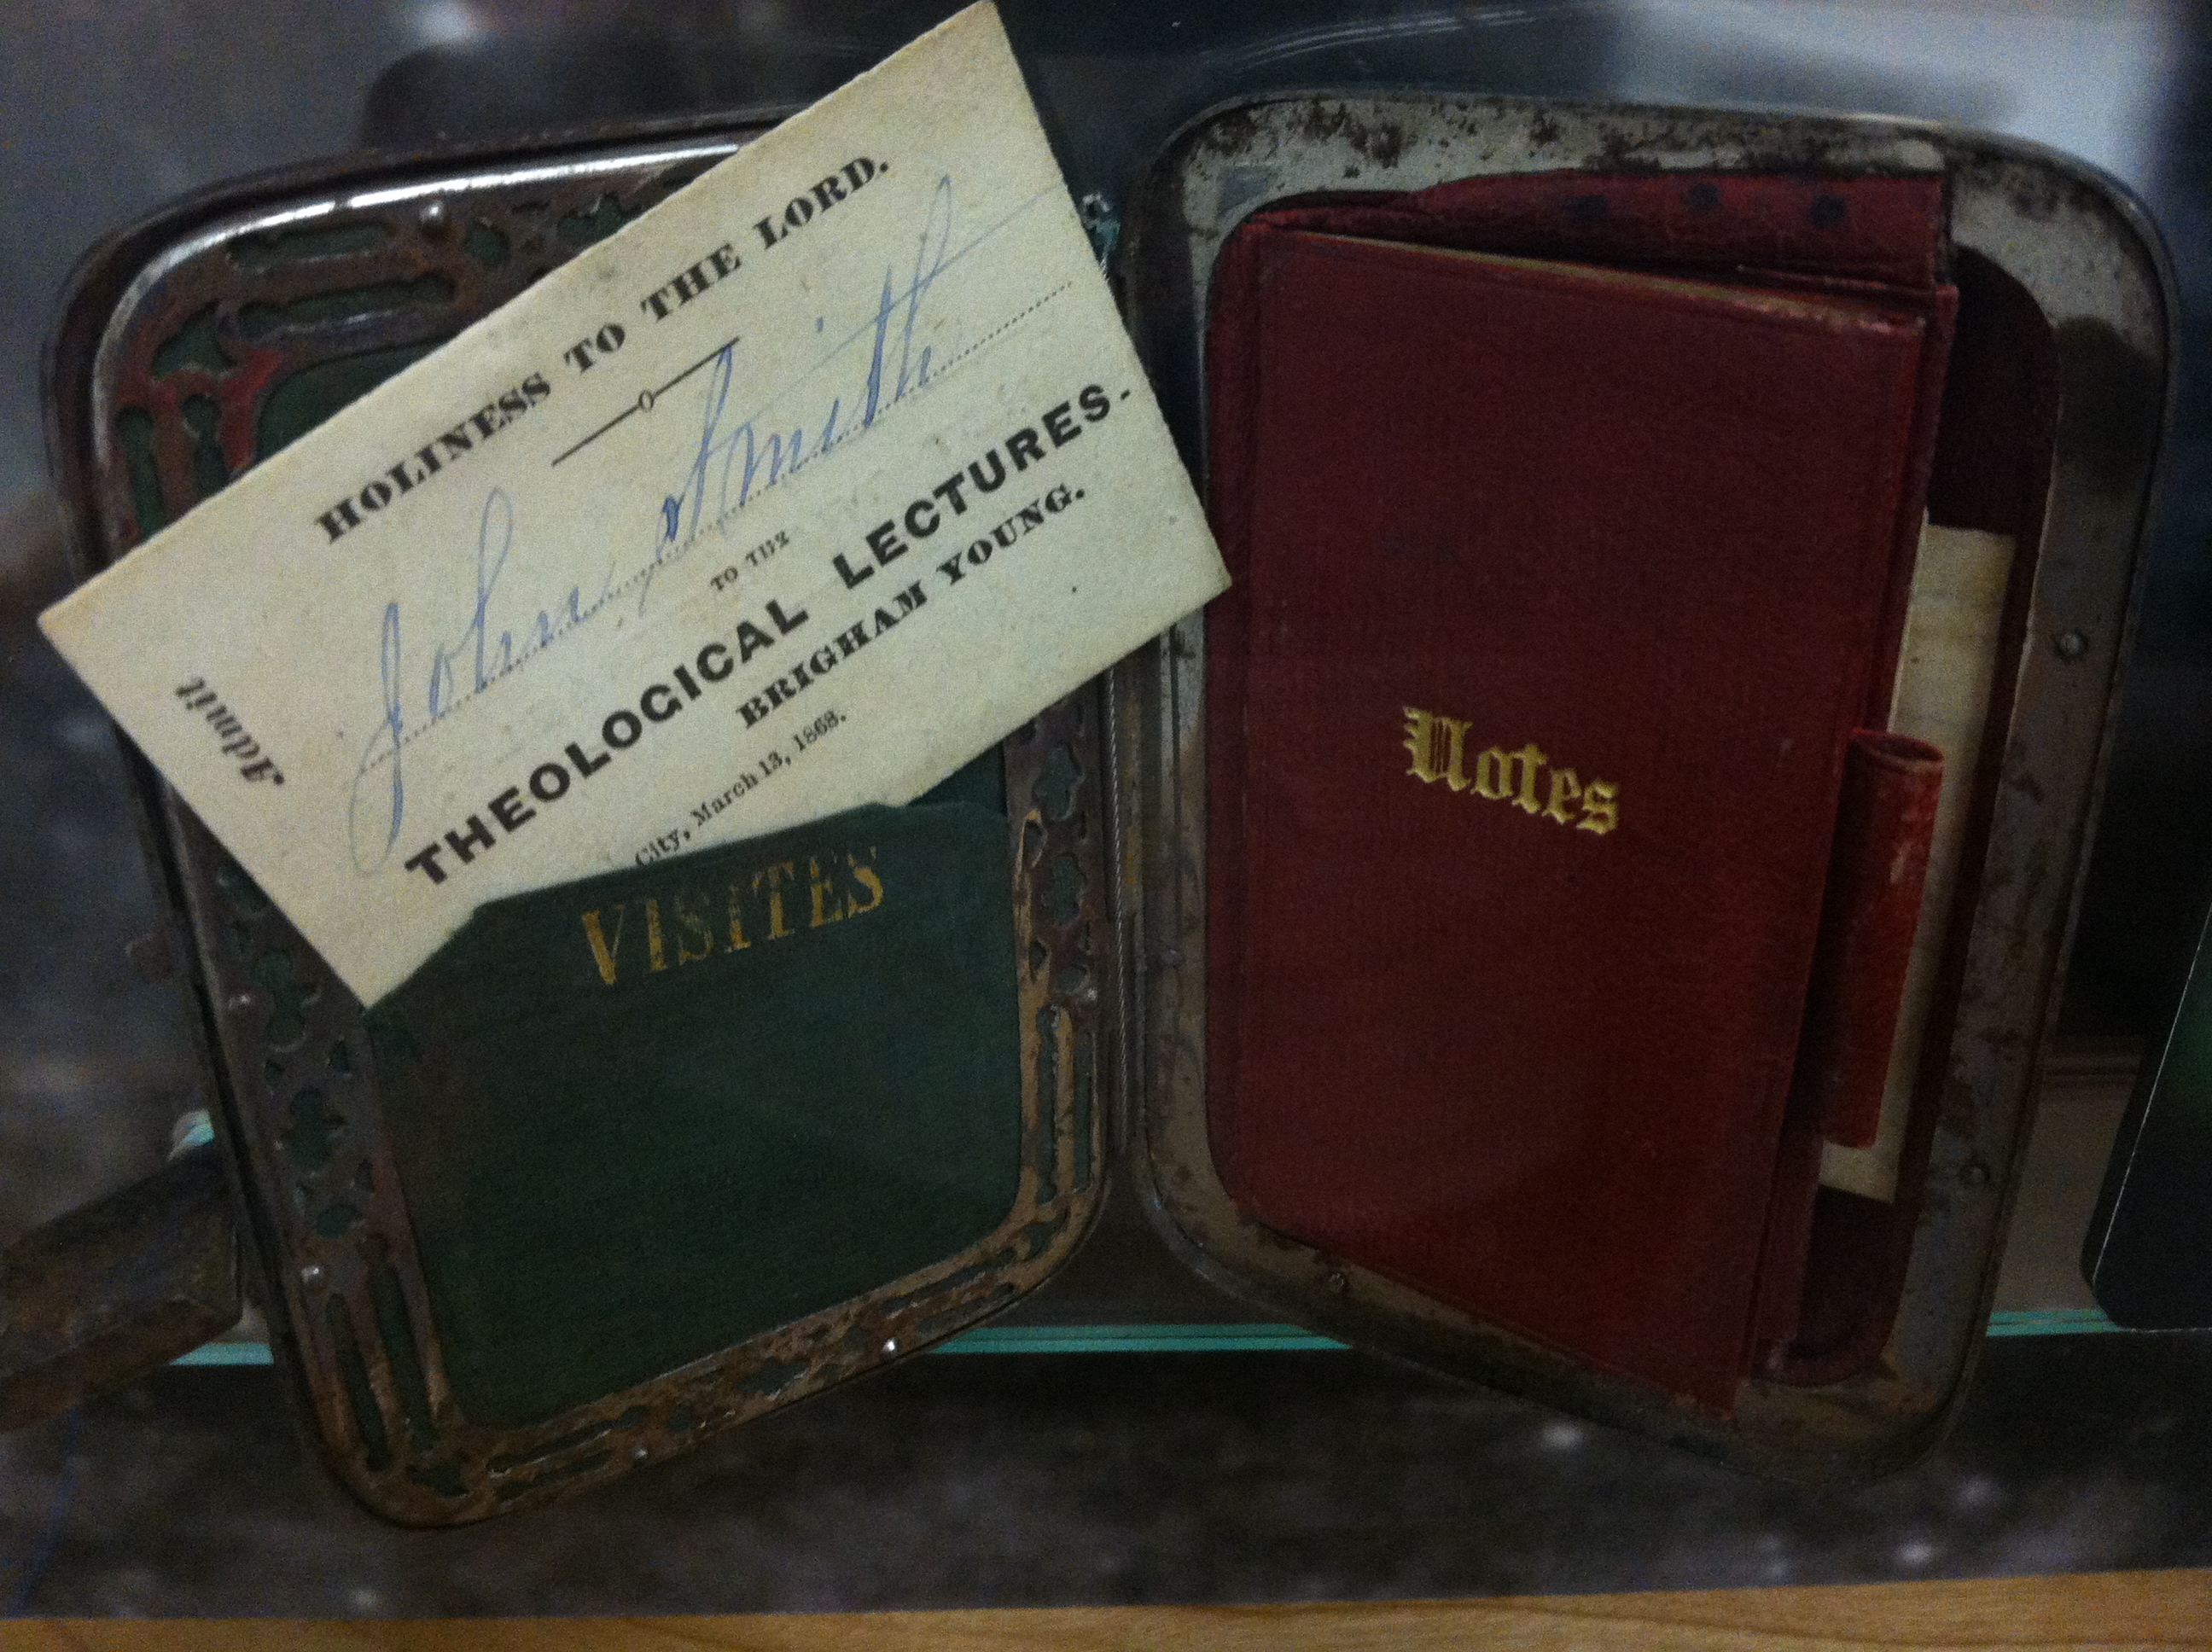 HOLINESS TO THE LORD.
Admit
John Smith
TO THE
THEOLOGICAL LECTURES.
BRIGHAM YOUNG.
City, March 13, 1868.
VISITES
Notes